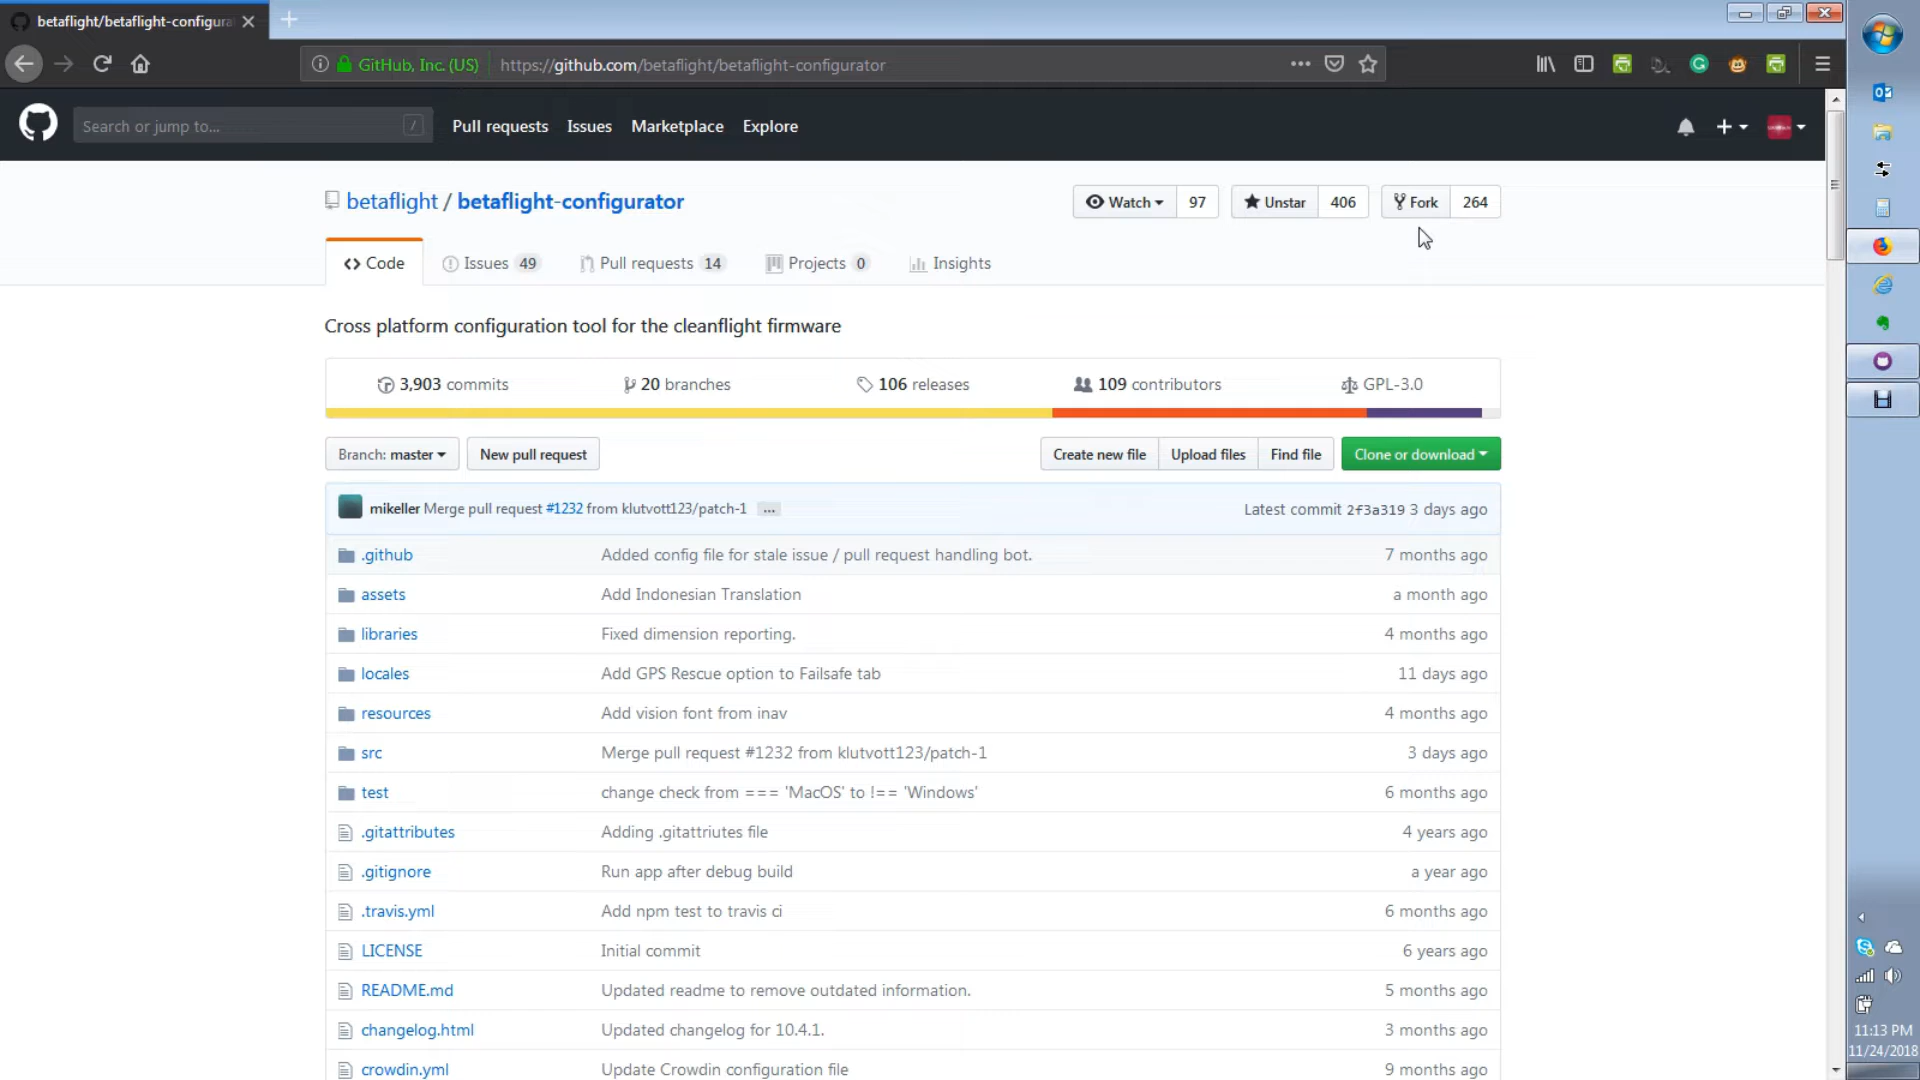 betaflight/betaflight-configura
GitHub, Inc. (US) https://github.com/betaflight/betaflight-configurator
Search or jump to... / Pull requests Issues Marketplace Explore
betaflight / betaflight-configurator Watch 97 Unstar 406 Fork 264
Code Issues 49 Pull requests 14 Projects 0 Insights
Cross platform configuration tool for the cleanflight firmware
3,903 commits 20 branches 106 releases 109 contributors GPL-3.0
Branch: master New pull request Create new file Upload files Find file Clone or download
mikeller Merge pull request #1232 from klutvott123/patch-1 ... Latest commit 2f3a319 3 days ago
.github Added config file for stale issue / pull request handling bot. 7 months ago
assets Add Indonesian Translation a month ago
libraries Fixed dimension reporting. 4 months ago
locales Add GPS Rescue option to Failsafe tab 11 days ago
resources Add vision font from inav 4 months ago
src Merge pull request #1232 from klutvott123/patch-1 3 days ago
test change check from === 'MacOS' to !== 'Windows' 6 months ago
.gitattributes Adding .gitattriutes file 4 years ago
.gitignore Run app after debug build a year ago
.travis.yml Add npm test to travis ci 6 months ago
LICENSE Initial commit 6 years ago
README.md Updated readme to remove outdated information. 5 months ago
changelog.html Updated changelog for 10.4.1. 3 months ago
crowdin.yml Update Crowdin configuration file 9 months ago
11:13 PM
11/24/2018